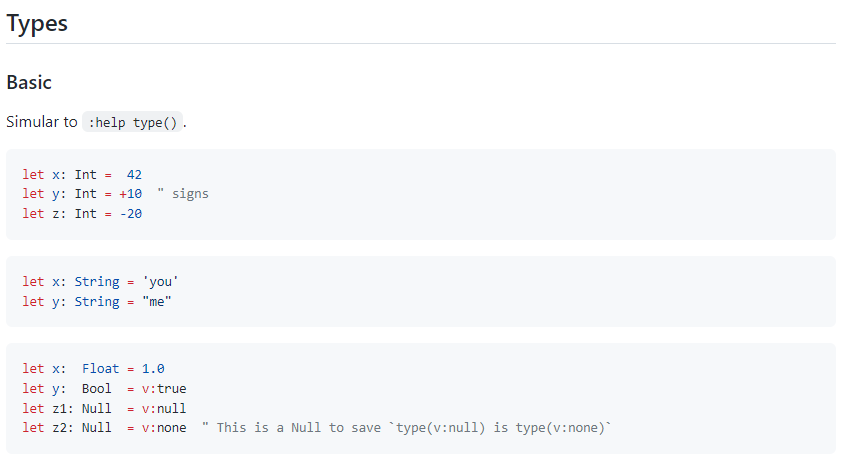 Types
Basic
Simular to :help type().
let x: Int =  42
let y: Int = +10  " signs
let z: Int = -20
let x: String = 'you'
let y: String = "me"
let x:  Float = 1.0
let y:  Bool  = v:true
let z1: Null  = v:null
let z2: Null  = v:none  " This is a Null to save `type(v:null) is type(v:none)`